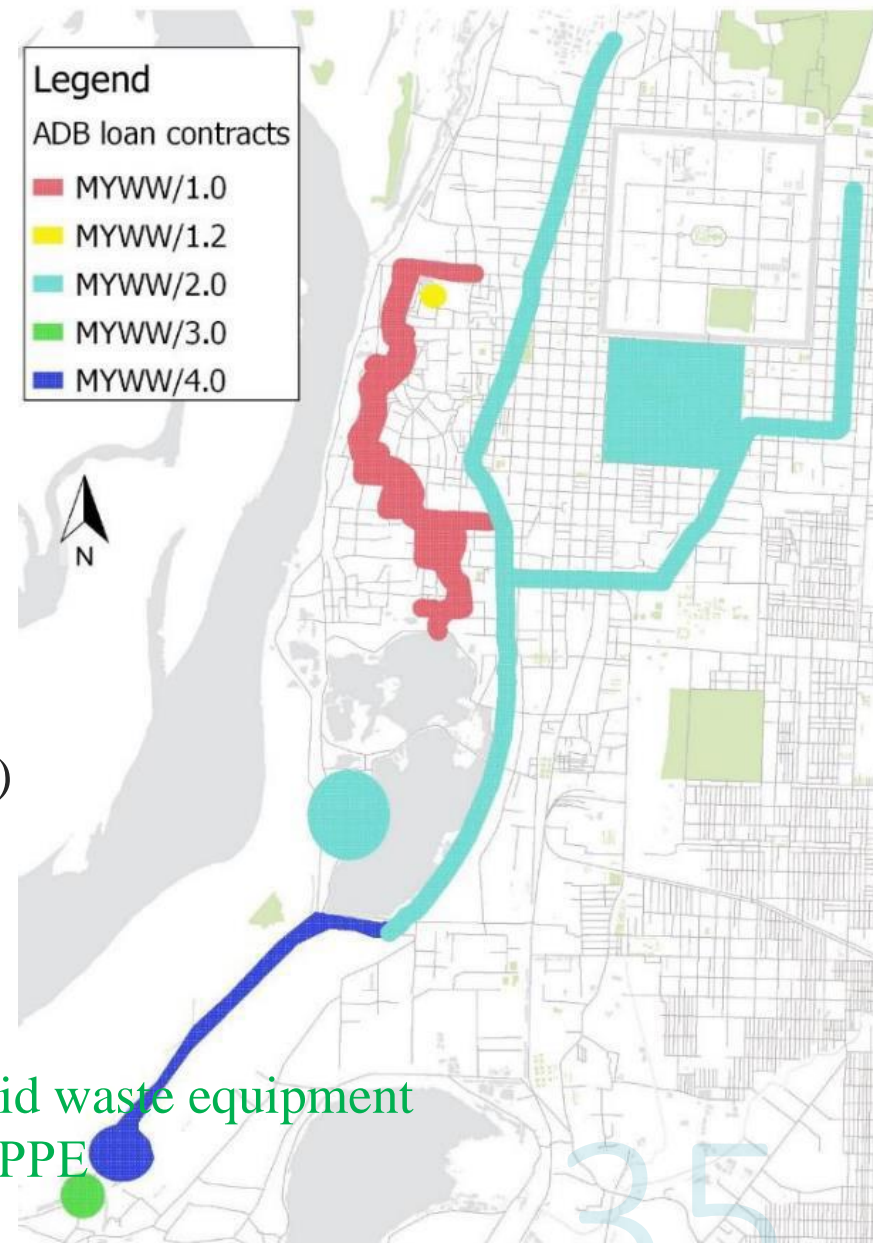 Legend
ADB loan contracts
MYWW/1.0
MYWW/1.2
MYWW/2.0
MYWW/3.0
MYWW/4.0
N
)
id waste equipment
PPE
35